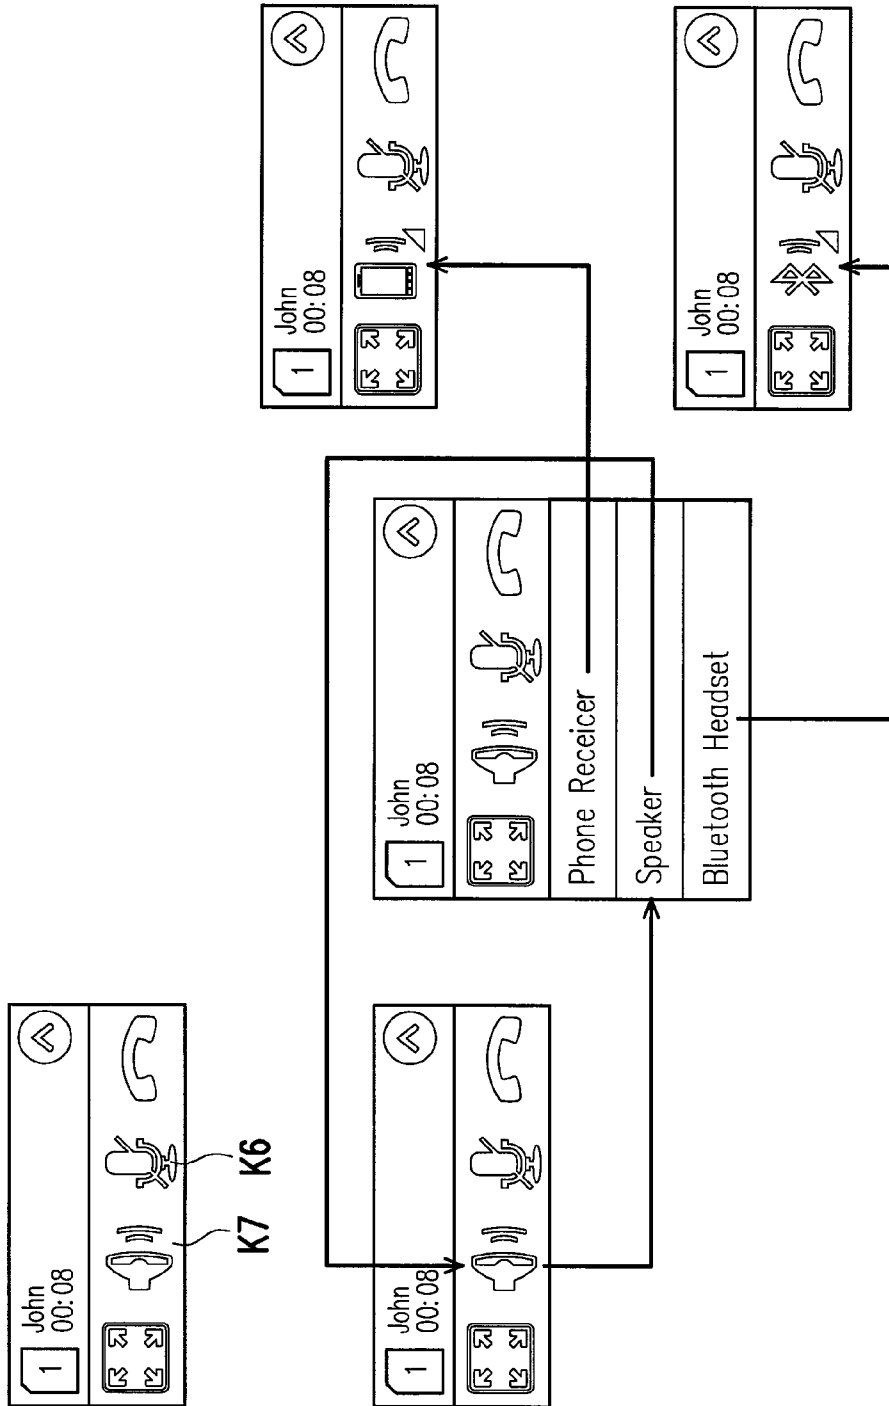 1
John
00:08
K7
K6
1
John
00:08
1
John
00:08
Phone Receicer
Speaker
Bluetooth Headset
1
John
00:08
1
John
00:08